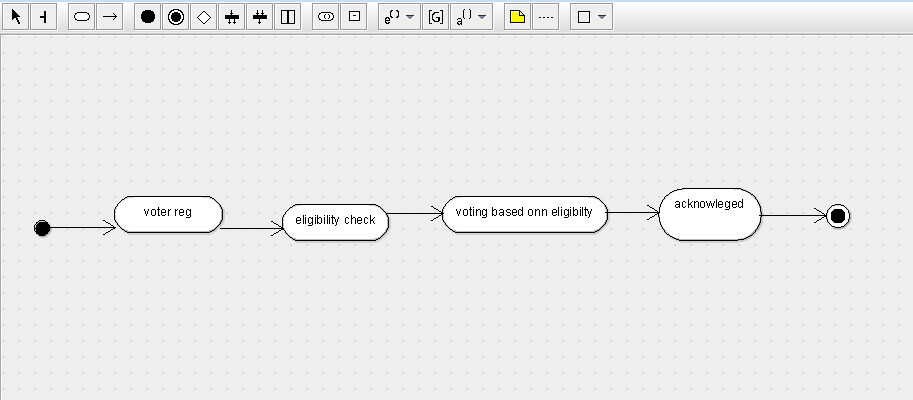 e()
[G]
a()
voter reg
eligibility check
voting based onn eligibilty
acknowleged